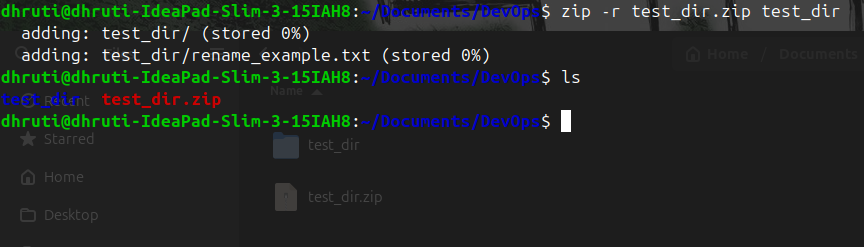 dhruti@dhruti-IdeaPad-Slim-3-15IAH8:~/Documents/DevOps$ zip -r test_dir.zip test_dir
  adding: test_dir/ (stored 0%)
  adding: test_dir/rename_example.txt (stored 0%)
dhruti@dhruti-IdeaPad-Slim-3-15IAH8:~/Documents/DevOps$ ls
test_dir  test_dir.zip
dhruti@dhruti-IdeaPad-Slim-3-15IAH8:~/Documents/DevOps$
Home / Documents
Name
Recent
Starred
Home
Desktop
test_dir
test_dir.zip